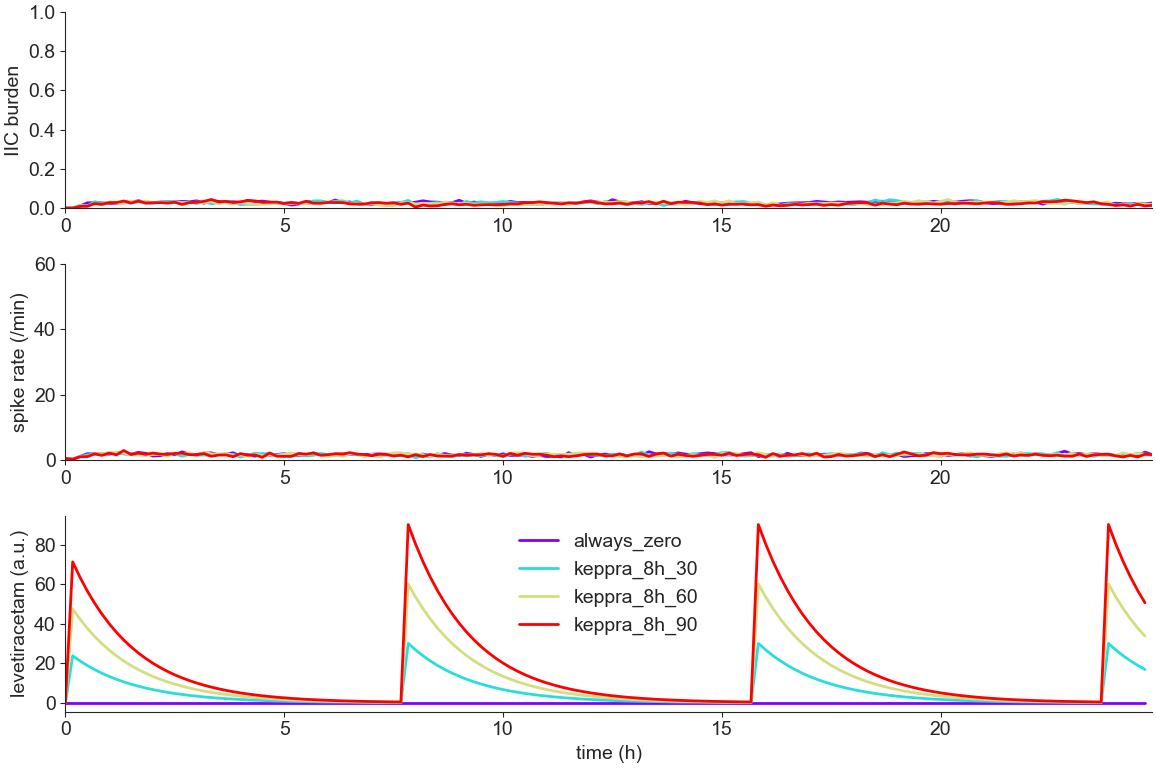 IIC burden
1.0
0.8
0.6
0.4
0.2
0.0
0 5 10 15 20
spike rate (/min)
60
40
20
0
0 5 10 15 20
levetiracetam (a.u.)
80
60
40
20
0
always_zero
keppra_8h_30
keppra_8h_60
keppra_8h_90
0 5 10 15 20
time (h)